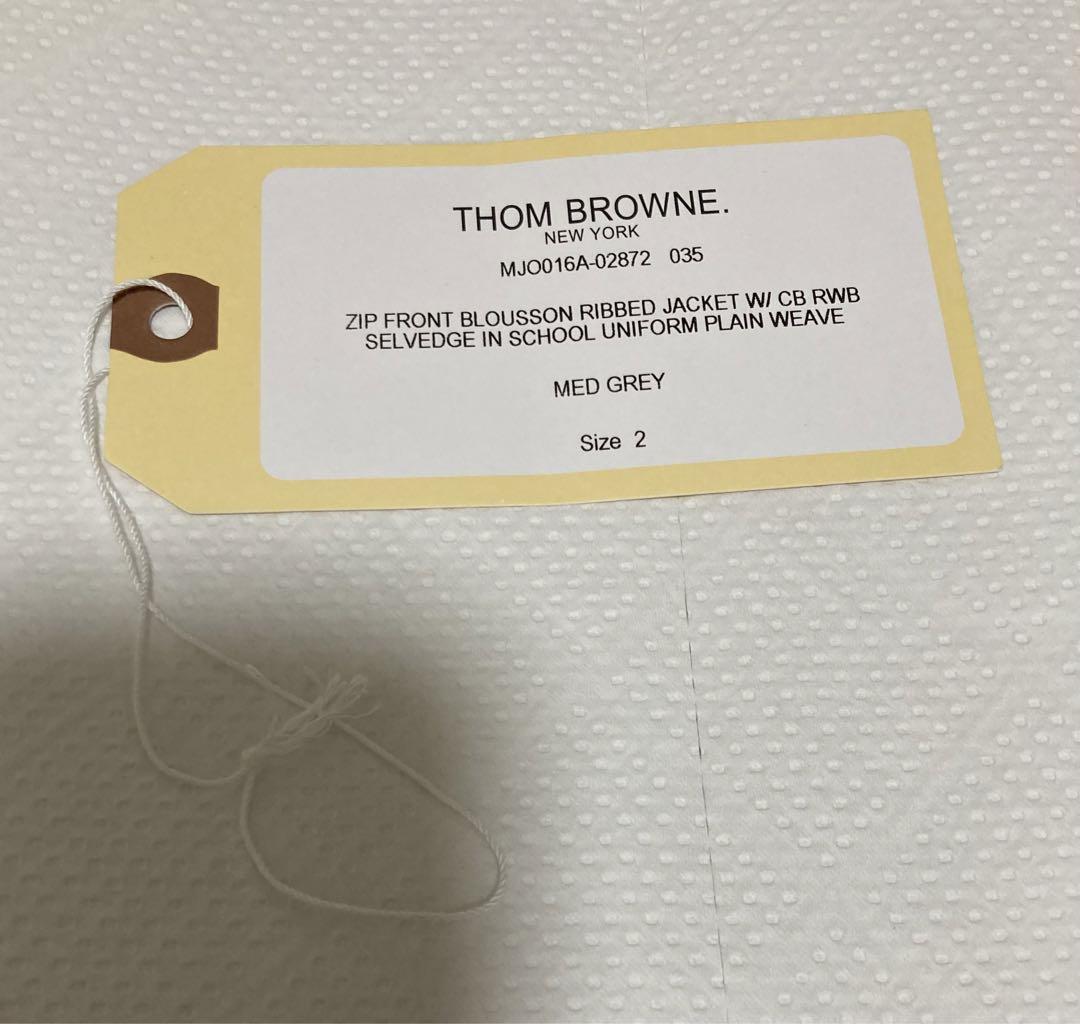 THOM BROWNE.
NEW YORK
MJO016A-02872 035
ZIP FRONT BLOUSSON RIBBED JACKET W/ CB RWB
SELVEDGE IN SCHOOL UNIFORM PLAIN WEAVE
MED GREY
Size 2